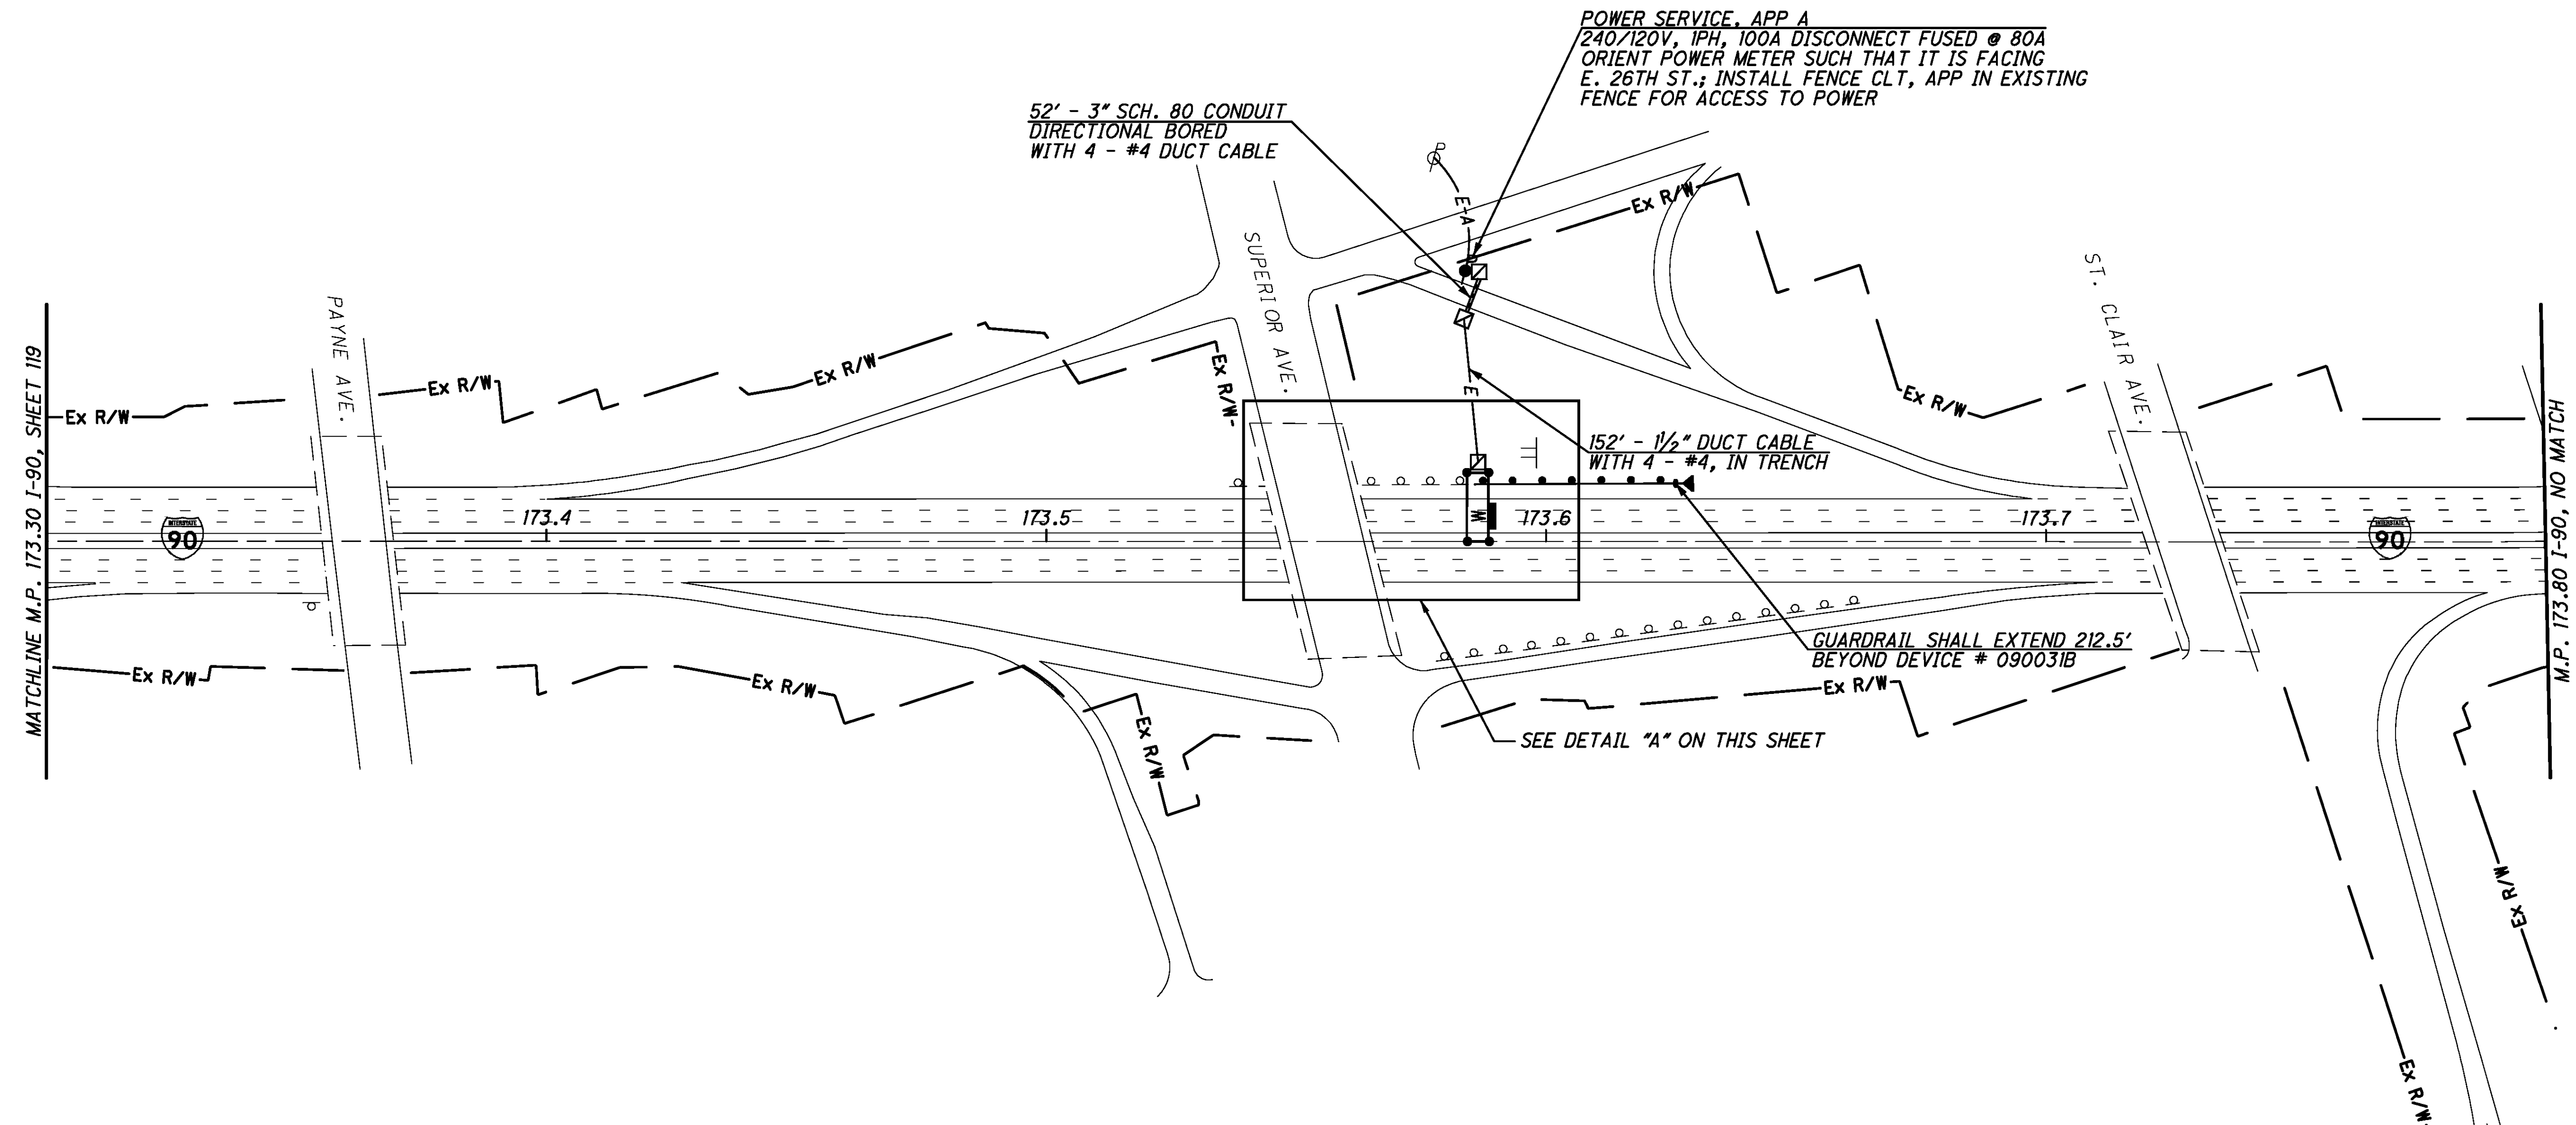 POWER SERVICE, APP A
240/120V, 1PH, 100A DISCONNECT FUSED @ 80A
ORIENT POWER METER SUCH THAT IT IS FACING
E. 26TH ST.; INSTALL FENCE CLT, APP IN EXISTING
FENCE FOR ACCESS TO POWER
52' - 3" SCH. 80 CONDUIT
DIRECTIONAL BORED
WITH 4 - #4 DUCT CABLE
P
E-A
Ex R/W
SUPERIOR AVE.
ST. CLAIR AVE.
PAYNE AVE.
Ex R/W
Ex R/W
Ex R/W
Ex R/W
Ex R/W
E
152' - 1½" DUCT CABLE
WITH 4 - #4, IN TRENCH
MATCHLINE M.P. 173.30 I-90, SHEET 119
M.P. 173.80 I-90, NO MATCH
INTERSTATE
90
173.4
173.5
W
173.6
173.7
INTERSTATE
90
GUARDRAIL SHALL EXTEND 212.5'
BEYOND DEVICE # 090031B
Ex R/W
Ex R/W
Ex R/W
Ex R/W
SEE DETAIL "A" ON THIS SHEET
Ex R/W
Ex R/W